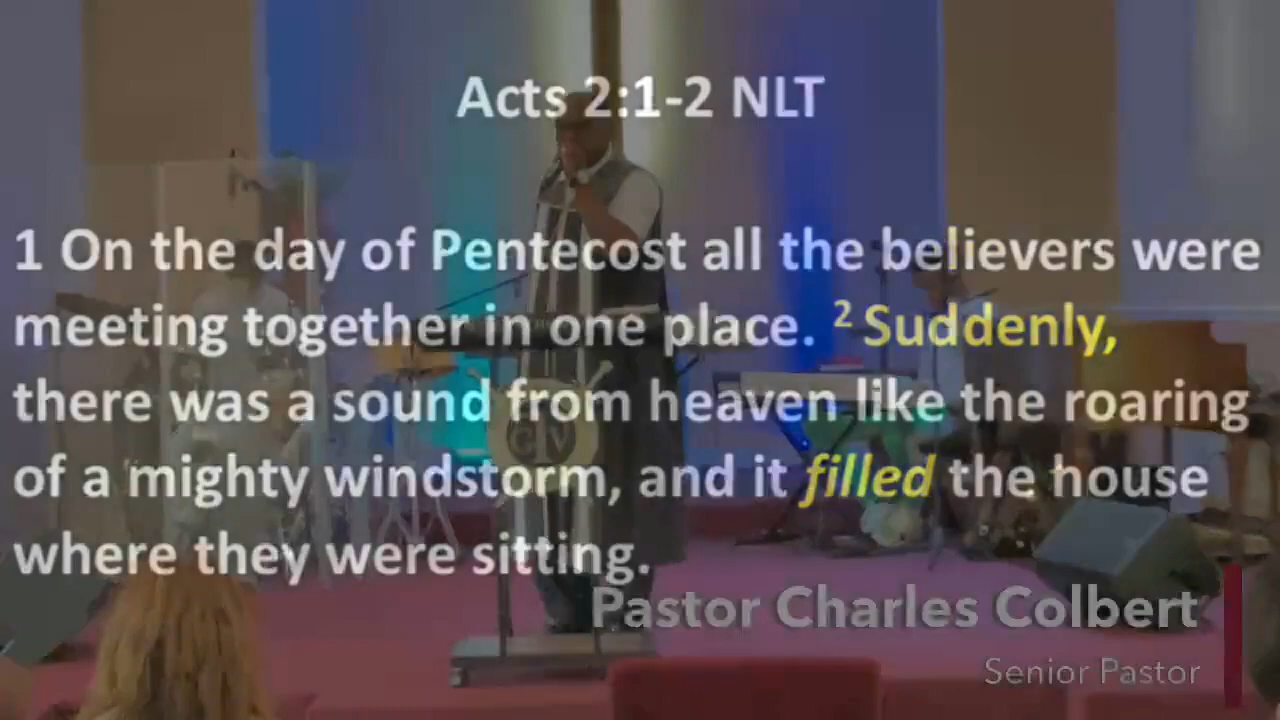 Acts 2:1-2 NLT
1 On the day of Pentecost all the believers were
meeting together in one place. ² Suddenly,
there was a sound from heaven like the roaring
of a mighty windstorm, and it filled the house
where they were sitting.
Pastor Charles Colbert
Senior Pastor